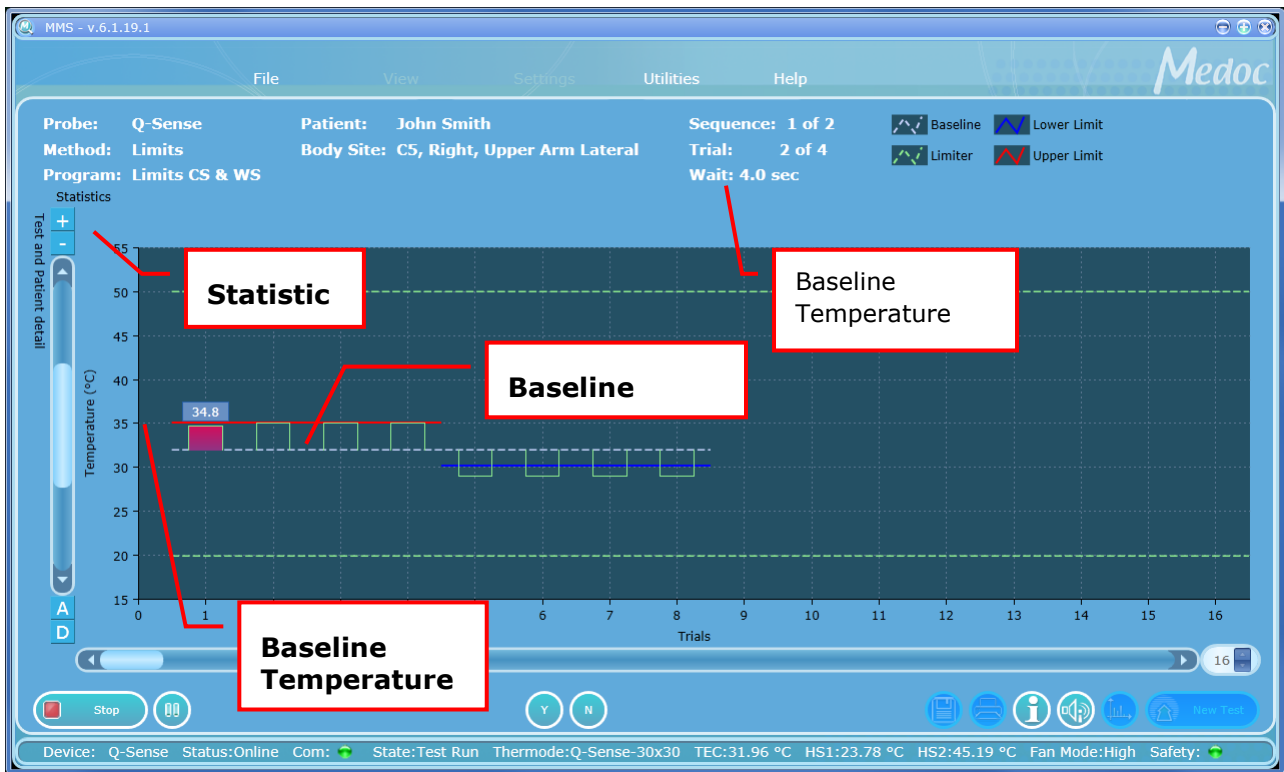 MMS - v.6.1.19.1
File View Settings Utilities Help
Medoc
Probe: Q-Sense Patient: John Smith Sequence: 1 of 2 Baseline Lower Limit
Method: Limits Body Site: C5, Right, Upper Arm Lateral Trial: 2 of 4 Limiter Upper Limit
Program: Limits CS & WS Wait: 4.0 sec
Statistics
+
-
Test and Patient detail
A
D
Temperature (°C)
55
50
45
40
35
30
25
20
15
Statistic
Baseline
Temperature
Baseline
34.8
Baseline
Temperature
0 1 6 7 8 9 10 11 12 13 14 15 16
Trials
16
Stop Y N i New Test
Device: Q-Sense Status:Online Com: State:Test Run Thermode:Q-Sense-30x30 TEC:31.96 °C HS1:23.78 °C HS2:45.19 °C Fan Mode:High Safety: